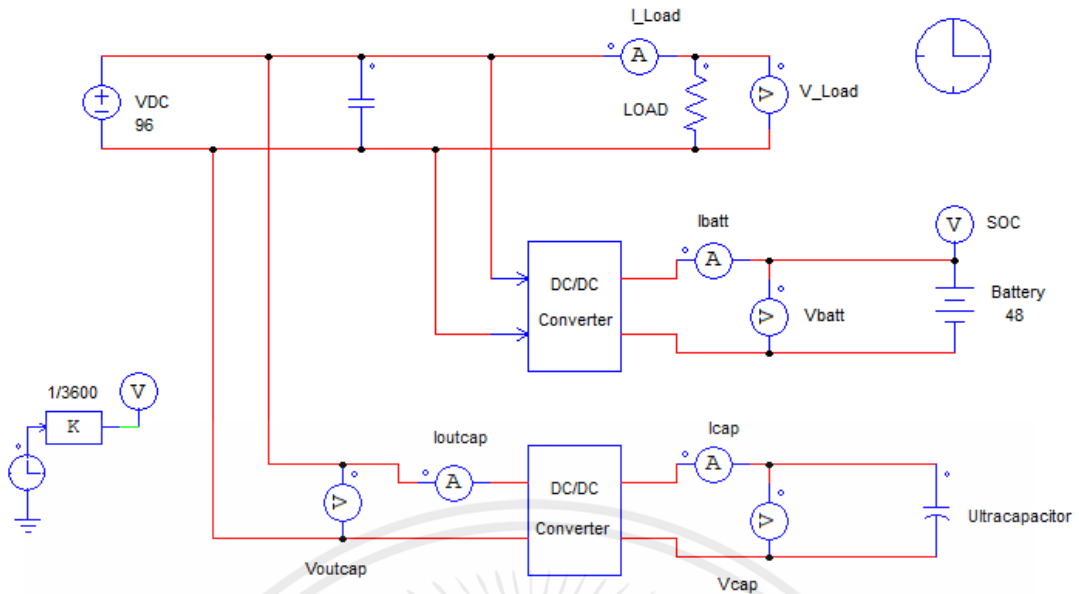 I_Load
A
VDC
96
LOAD
V
V_Load
Ibatt
A
V
SOC
DC/DC
Converter
V
Vbatt
Battery
48
1/3600
V
K
Ioutcap
A
Icap
A
DC/DC
Converter
V
V
Ultracapacitor
Voutcap
Vcap